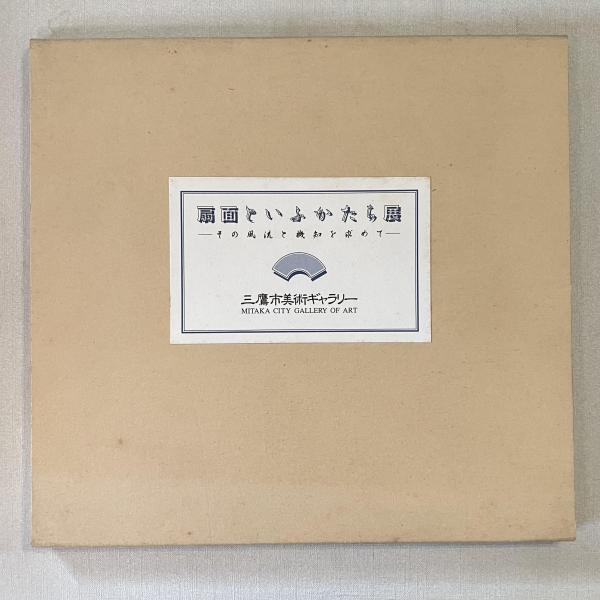 扇面といふかたち展
—その風流と機知を求めて—
三鷹市美術ギャラリー
MITAKA CITY GALLERY OF ART